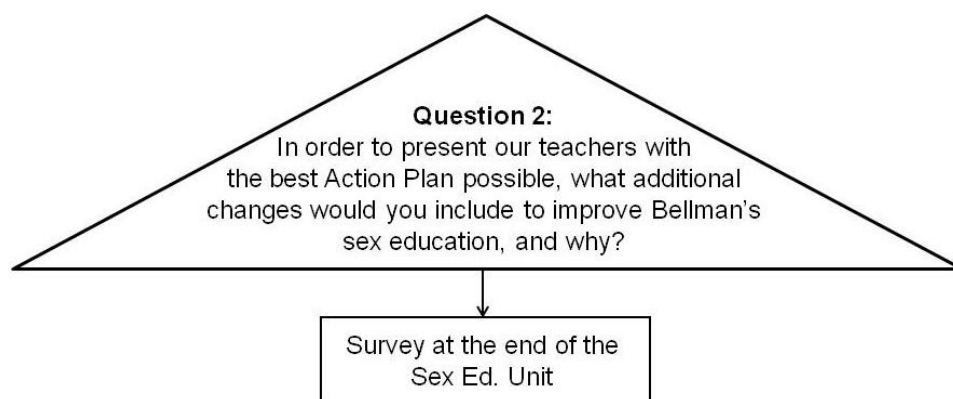 Question 2:
In order to present our teachers with
the best Action Plan possible, what additional
changes would you include to improve Bellman’s
sex education, and why?
Survey at the end of the
Sex Ed. Unit